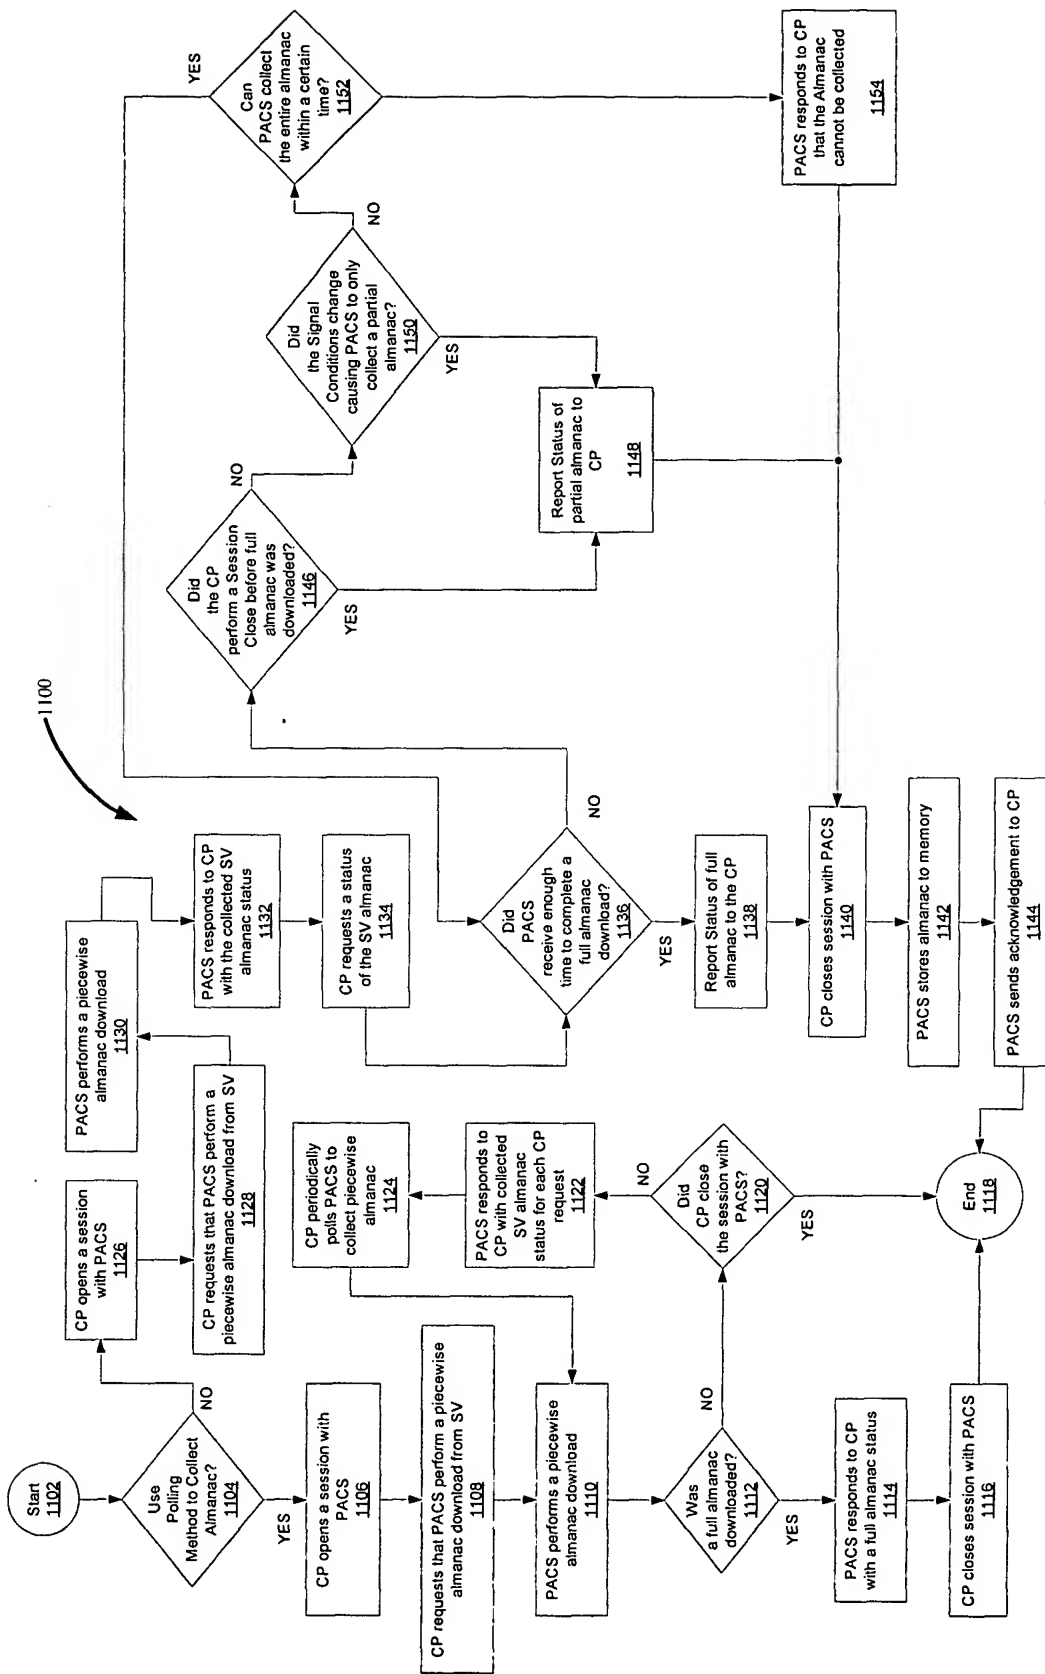 1100
Start
1102
Use
Polling
Method to Collect
Almanac?
1104
NO
YES
CP opens a session with
PACS
1106
CP requests that PACS perform a piecewise
almanac download from SV
1108
PACS performs a piecewise
almanac download
1110
Was
a full almanac
downloaded?
1112
NO
YES
PACS responds to CP
with a full almanac status
1114
CP closes session with PACS
1116
End
1118
Did
CP close
the session with
PACS?
1120
NO
YES
PACS responds to
CP with collected
SV almanac
status for each CP
request
1122
CP periodically
polls PACS to
collect piecewise
almanac
1124
CP opens a session
with PACS
1126
CP requests that PACS perform a
piecewise almanac download from SV
1128
PACS performs a piecewise
almanac download
1130
PACS responds to CP
with the collected SV
almanac status
1132
CP requests a status
of the SV almanac
1134
Did
PACS
receive enough
time to complete a
full almanac
download?
1136
NO
YES
Report Status of full
almanac to the CP
1138
CP closes session with PACS
1140
PACS stores almanac to memory
1142
PACS sends acknowledgement to CP
1144
Did
the CP
perform a Session
Close before full
almanac was
downloaded?
1146
NO
YES
Report Status of
partial almanac to
CP
1148
Did
the Signal
Conditions change
causing PACS to only
collect a partial
almanac?
1150
NO
YES
Can
PACS collect
the entire almanac
within a certain
time?
1152
YES
PACS responds to CP
that the Almanac
cannot be collected
1154